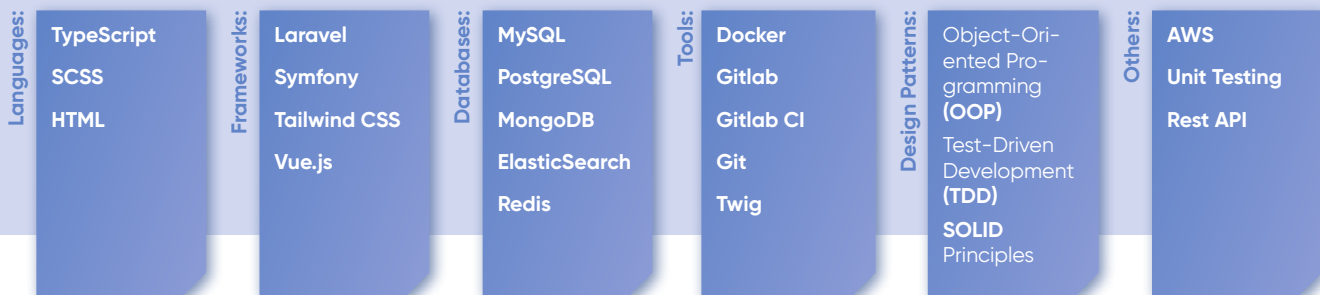 Languages:
TypeScript
SCSS
HTML
Frameworks:
Laravel
Symfony
Tailwind CSS
Vue.js
Databases:
MySQL
PostgreSQL
MongoDB
ElasticSearch
Redis
Tools:
Docker
Gitlab
Gitlab CI
Git
Twig
Design Patterns:
Object-Ori-
ented Pro-
gramming
(OOP)
Test-Driven
Development
(TDD)
SOLID
Principles
Others:
AWS
Unit Testing
Rest API